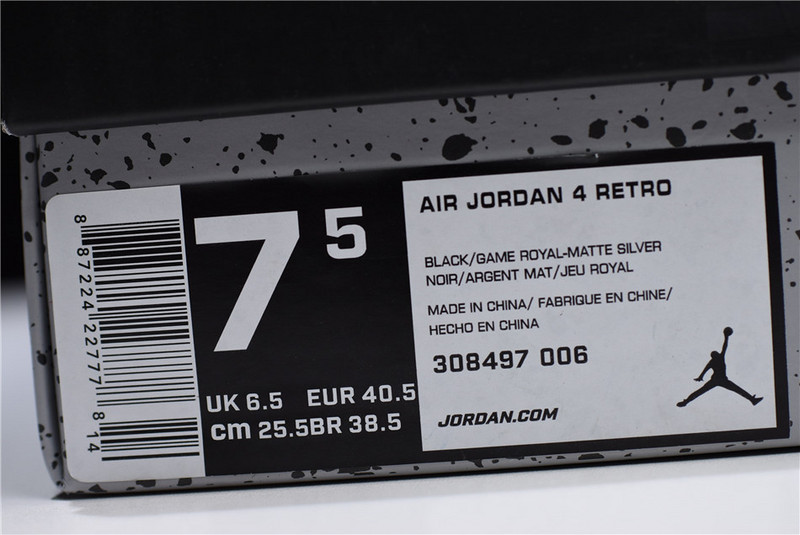 8 87224 22777 8 14
7 5
UK 6.5 EUR 40.5
cm 25.5BR 38.5
AIR JORDAN 4 RETRO
BLACK/GAME ROYAL-MATTE SILVER
NOIR/ARGENT MAT/JEU ROYAL
MADE IN CHINA/ FABRIQUE EN CHINE/
HECHO EN CHINA
308497 006
JORDAN.COM